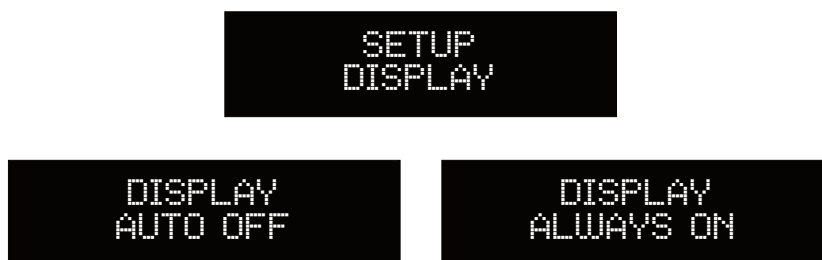 SETUP
DISPLAY
DISPLAY
AUTO OFF
DISPLAY
ALWAYS ON